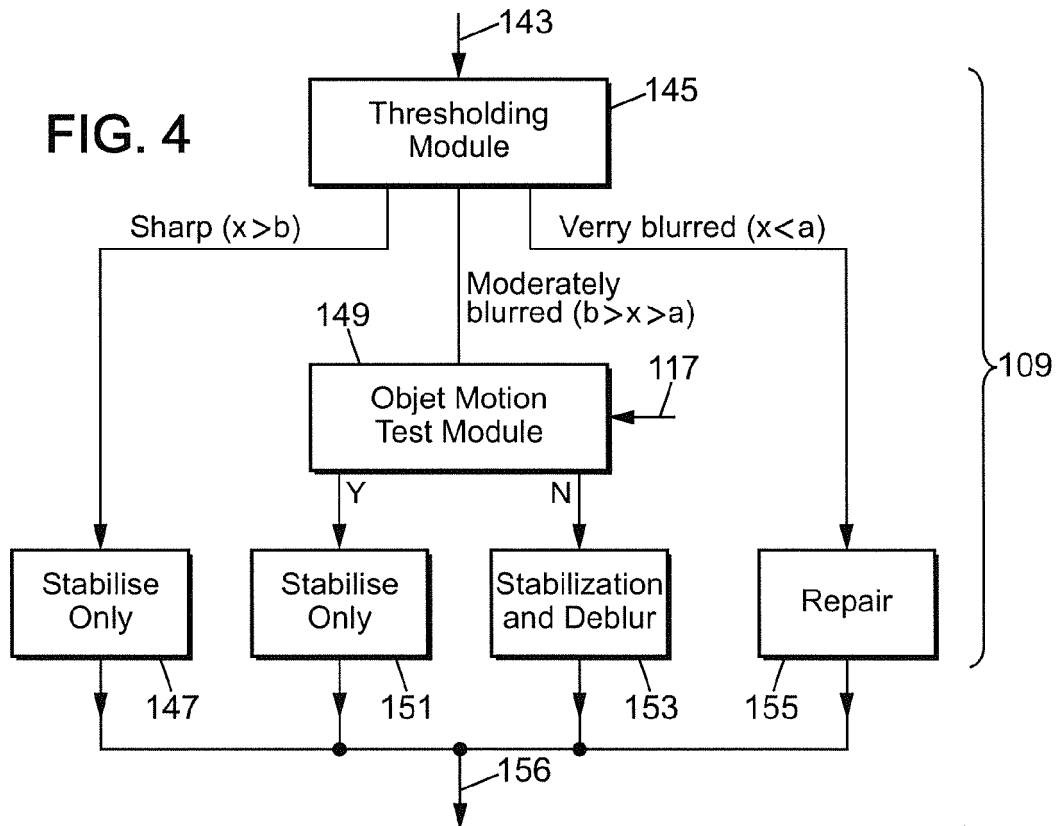 143
Thresholding
Module
145
FIG. 4
Sharp (x>b)
Verry blurred (x<a)
Moderately
blurred (b>x>a)
149
117
109
Objet Motion
Test Module
Y
N
Stabilise
Only
Stabilise
Only
Stabilization
and Deblur
Repair
147
151
153
155
156